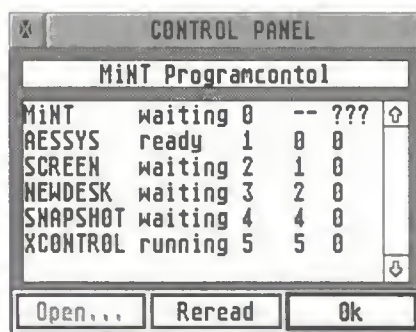 CONTROL PANEL
MiNT Programcontol
MiNT waiting 0 -- ???
AESSYS ready 1 0 0
SCREEN waiting 2 1 0
NEWDESK waiting 3 2 0
SNAPSHOT waiting 4 4 0
XCONTROL running 5 5 0
Open... Reread Ok